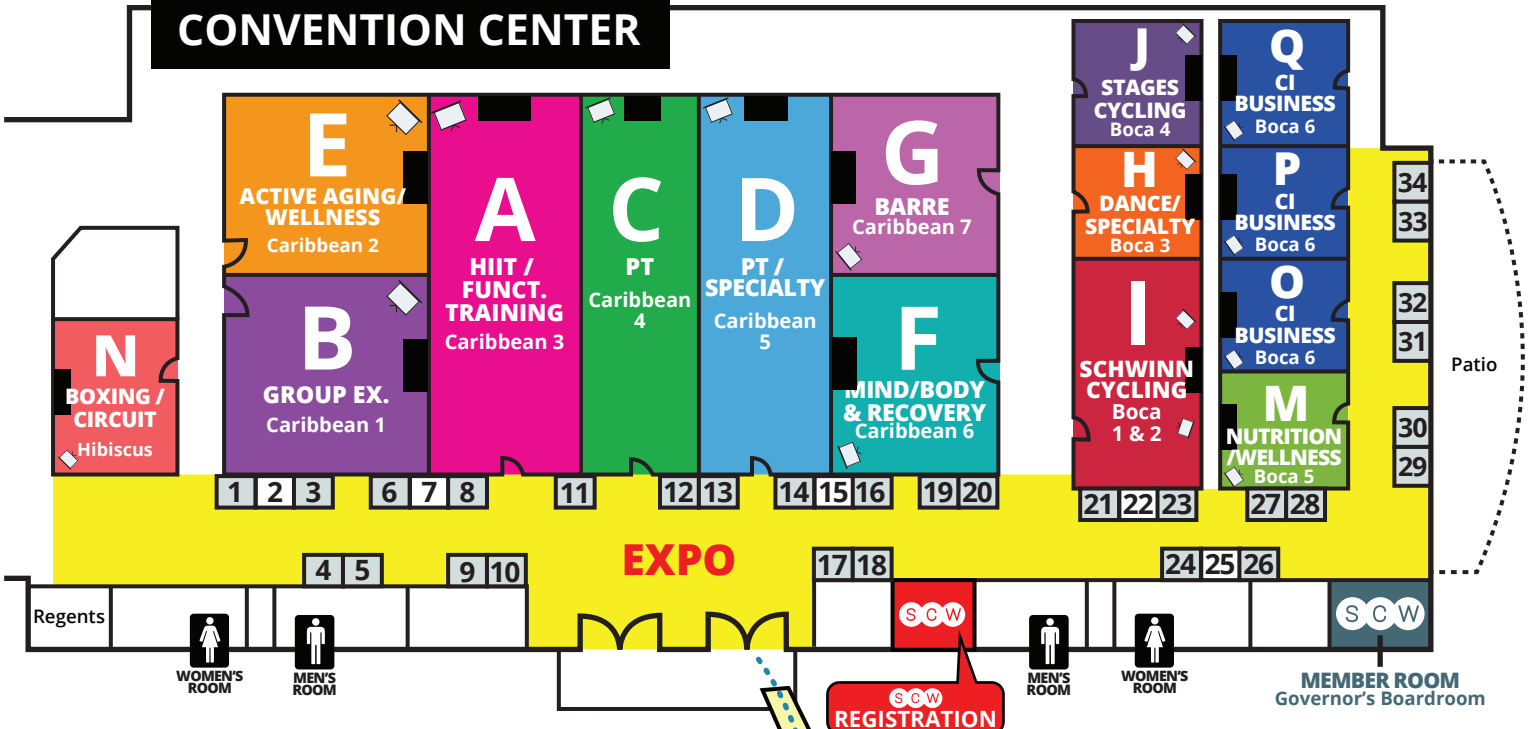 CONVENTION CENTER
E
ACTIVE AGING/
WELLNESS
Caribbean 2
B
GROUP EX.
Caribbean 1
A
HIIT /
FUNCT.
TRAINING
Caribbean 3
C
PT
Caribbean
4
D
PT /
SPECIALTY
Caribbean
5
G
BARRE
Caribbean 7
F
MIND/BODY
& RECOVERY
Caribbean 6
J
STAGES
CYCLING
Boca 4
H
DANCE/
SPECIALTY
Boca 3
I
SCHWINN
CYCLING
Boca
1 & 2
Q
CI
BUSINESS
Boca 6
P
CI
BUSINESS
Boca 6
O
CI
BUSINESS
Boca 6
M
NUTRITION
/WELLNESS
Boca 5
N
BOXING /
CIRCUIT
Hibiscus
34
33
32
31
30
29
Patio
1 2 3 6 7 8 11 12 13 14 15 16 19 20 21 22 23 27 28
EXPO
4 5 9 10 17 18 24 25 26
Regents
SCW
SCW
WOMEN'S
ROOM
MEN'S
ROOM
SCW
REGISTRATION
MEN'S
ROOM
WOMEN'S
ROOM
MEMBER ROOM
Governor's Boardroom